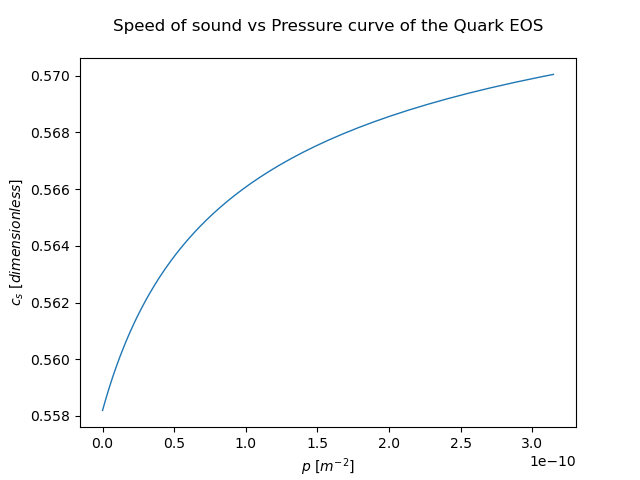 Speed of sound vs Pressure curve of the Quark EOS
0.570
0.568
0.566
0.564
0.562
0.560
0.558
c_s [dimensionless]
0.0 0.5 1.0 1.5 2.0 2.5 3.0
1e−10
p [m^{−2}]